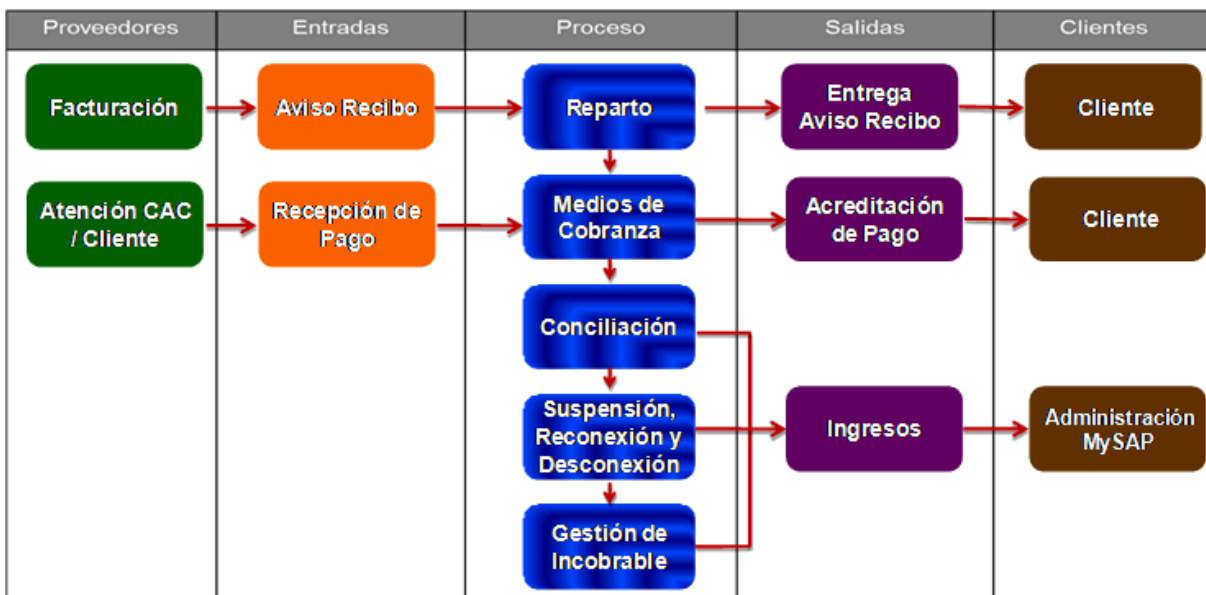 Proveedores
Entradas
Proceso
Salidas
Clientes
Facturación
Aviso Recibo
Reparto
Entrega
Aviso Recibo
Cliente
Atención CAC
/ Cliente
Recepción de
Pago
Medios de
Cobranza
Acreditación
de Pago
Cliente
Conciliación
Suspensión,
Reconexión y
Desconexión
Ingresos
Administración
MySAP
Gestión de
Incobrable